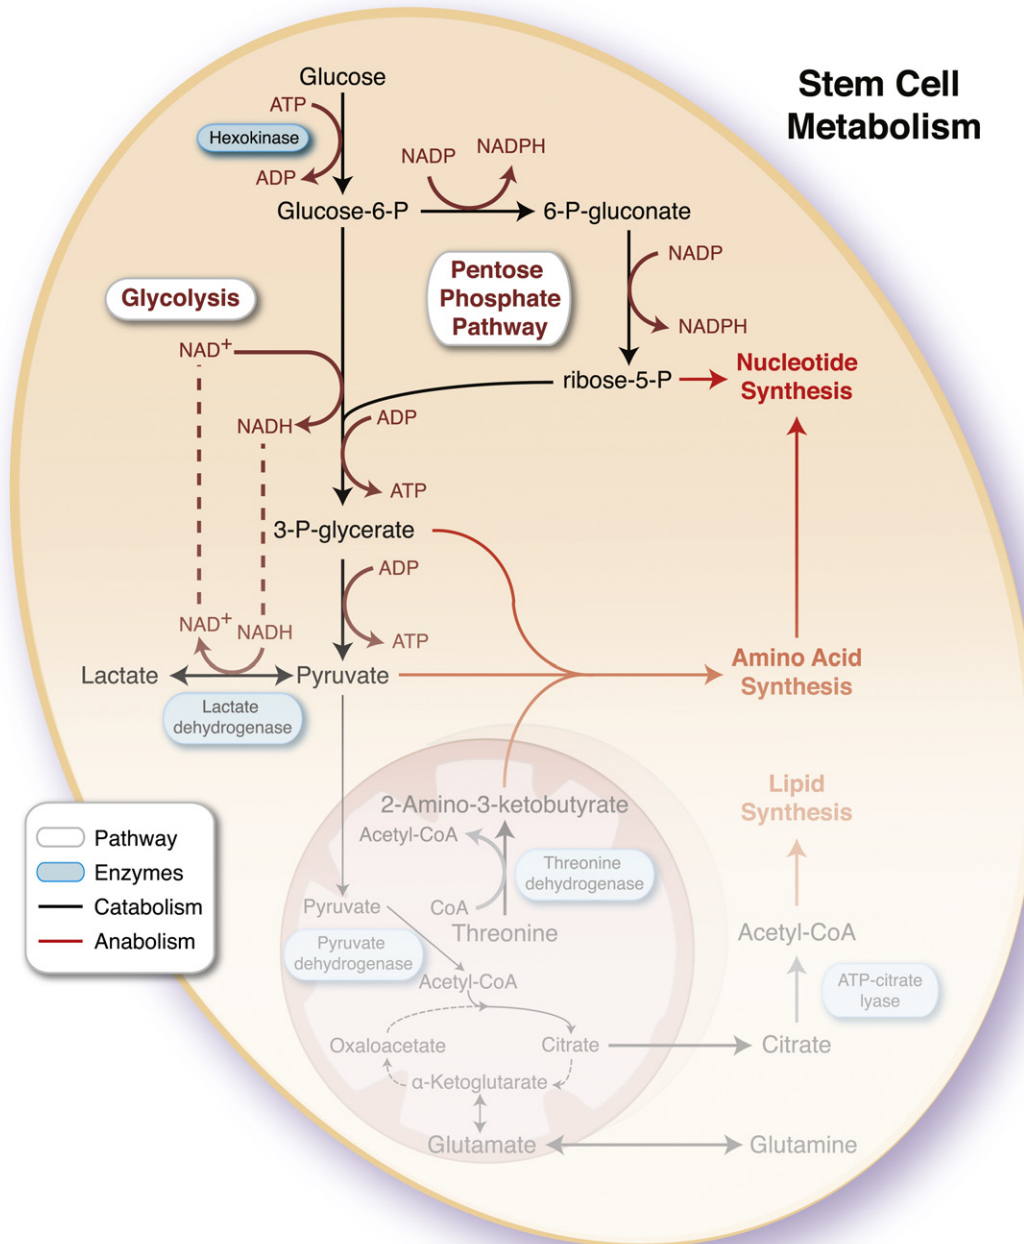 Stem Cell
Metabolism
Glucose
ATP
Hexokinase
ADP
NADP
NADPH
Glucose-6-P
6-P-gluconate
NADP
Pentose
Phosphate
Pathway
Glycolysis
NADPH
NAD+
Nucleotide
Synthesis
ribose-5-P
ADP
NADH
ATP
3-P-glycerate
ADP
NAD+
NADH
ATP
Lactate
Pyruvate
Amino Acid
Synthesis
Lactate
dehydrogenase
Lipid
Synthesis
2-Amino-3-ketobutyrate
Acetyl-CoA
Threonine
dehydrogenase
Pyruvate
CoA
Threonine
Pyruvate
dehydrogenase
Acetyl-CoA
Acetyl-CoA
ATP-citrate
lyase
Oxaloacetate
Citrate
Citrate
α-Ketoglutarate
Glutamate
Glutamine
Pathway
Enzymes
Catabolism
Anabolism